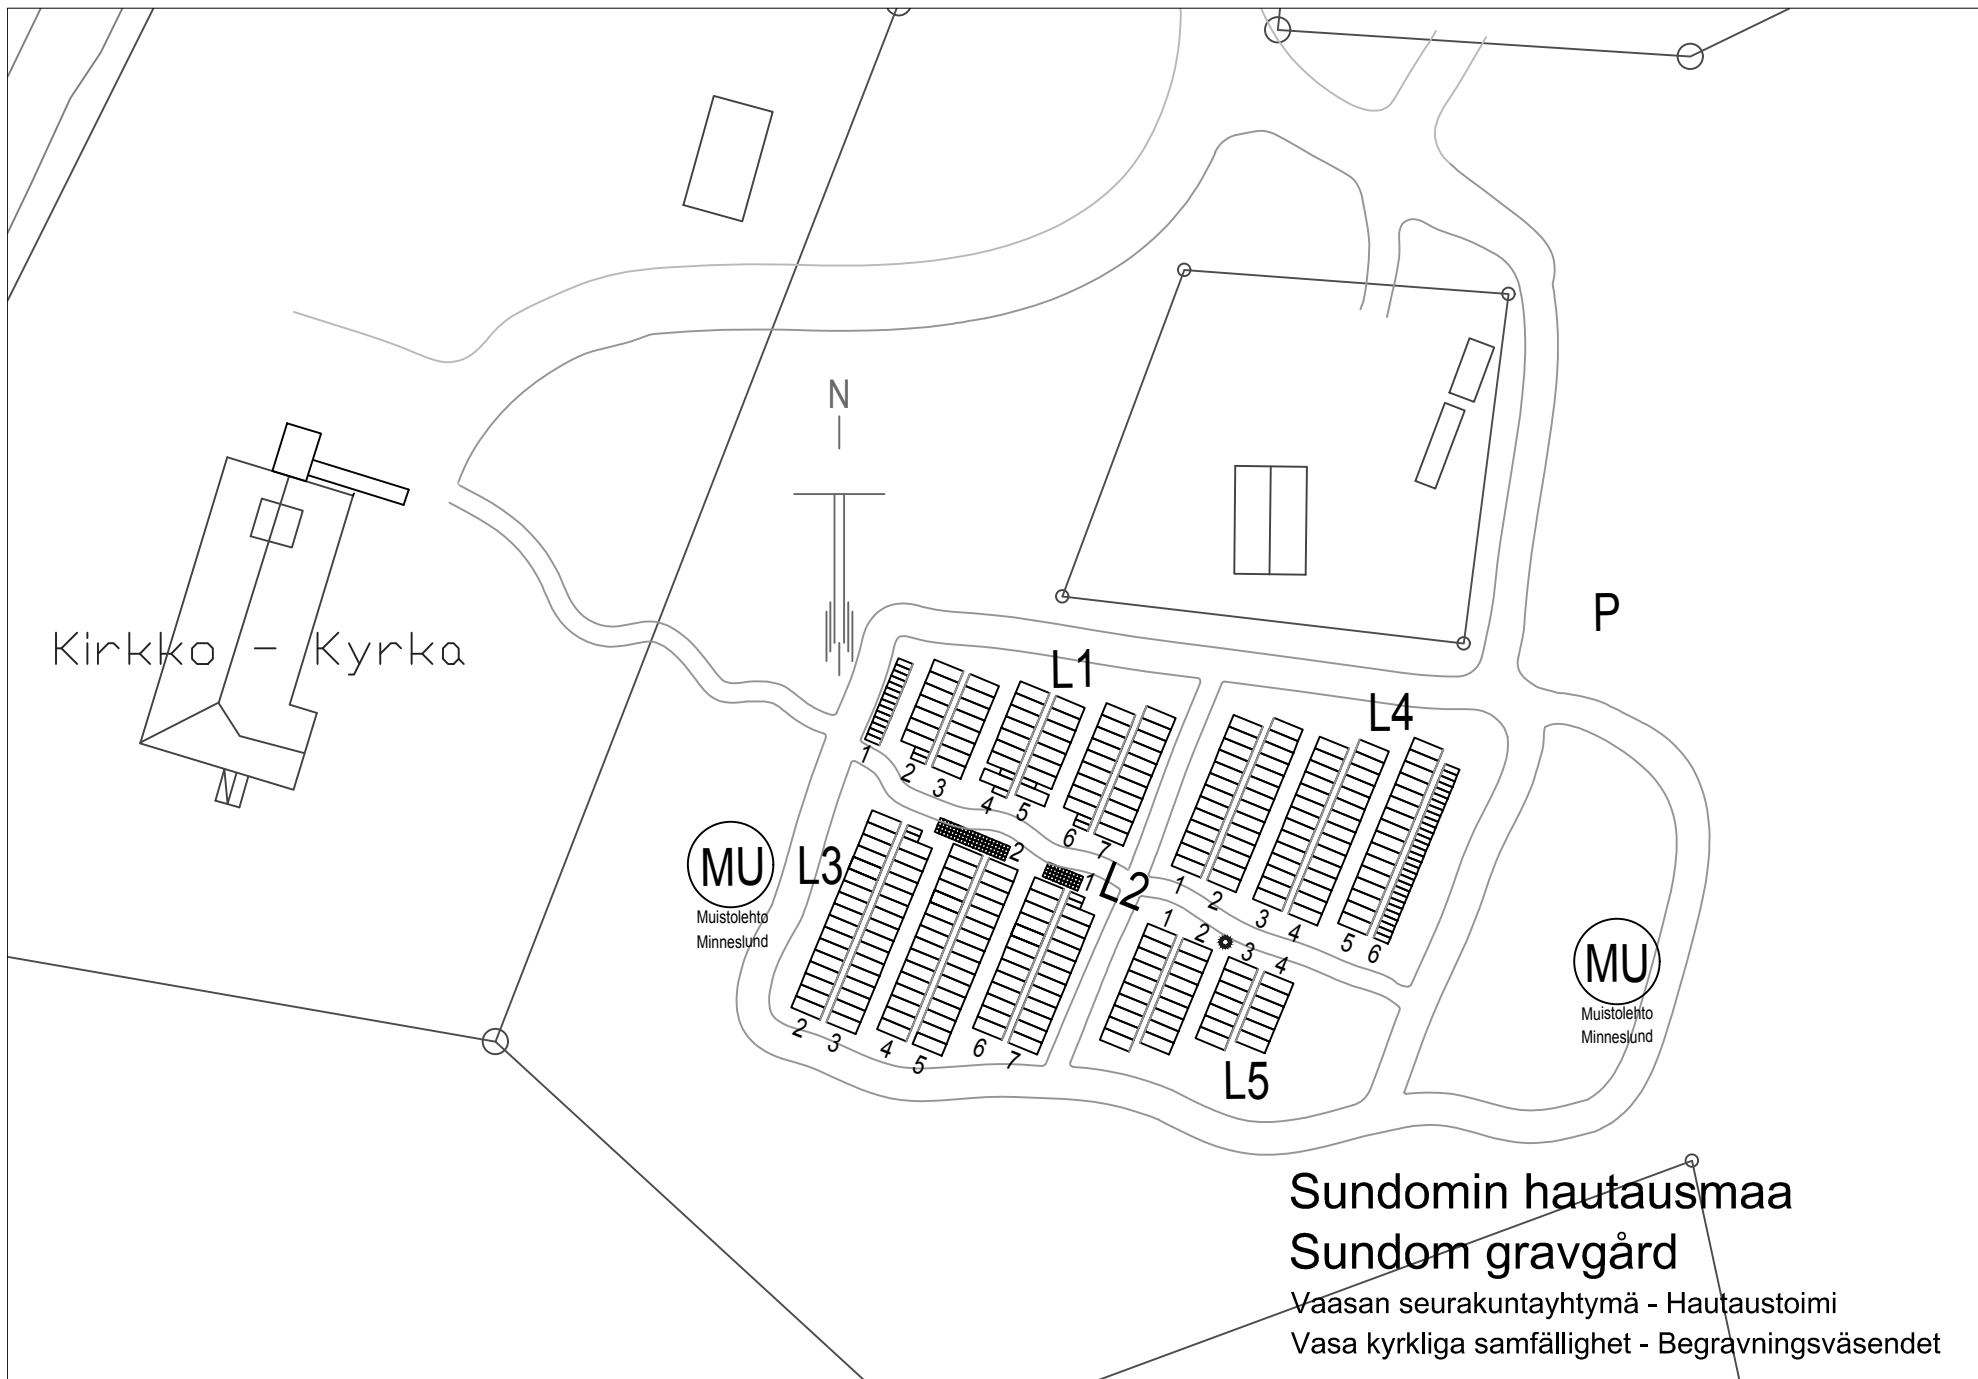 N
Kirkko - Kyrka
P
L1
L4
1
2
3
4
5
6
7
L3
2
1
L2
1
2
3
4
5
6
MU
Muistolehto
Minneslund
1
2
3
4
MU
Muistolehto
Minneslund
2
3
4
5
6
7
L5
Sundomin hautausmaa
Sundom gravgård
Vaasan seurakuntayhtymä - Hautaustoimi
Vasa kyrkliga samfällighet - Begravningsväsendet